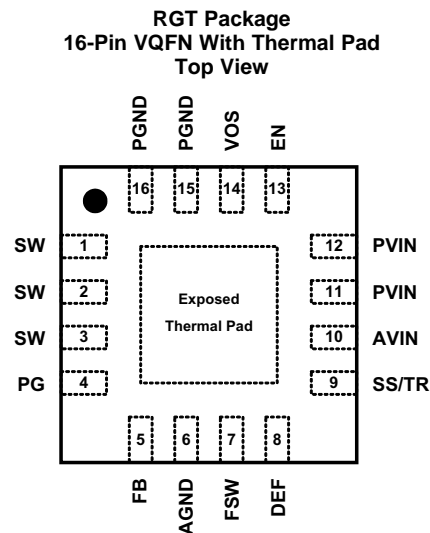 RGT Package
16-Pin VQFN With Thermal Pad
Top View
PGND
PGND
VOS
EN
16
15
14
13
SW
1
12
PVIN
SW
2
11
PVIN
Exposed
Thermal Pad
SW
3
10
AVIN
PG
4
9
SS/TR
5
6
7
8
FB
AGND
FSW
DEF